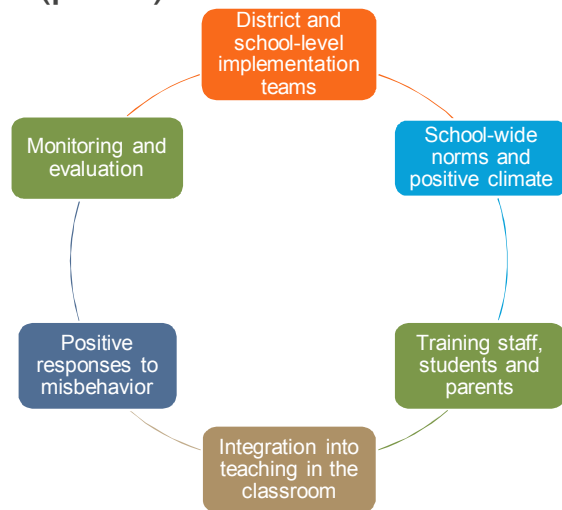 District and
school-level
implementation
teams
School-wide
norms and
positive climate
Training staff,
students and
parents
Integration into
teaching in the
classroom
Positive
responses to
misbehavior
Monitoring and
evaluation